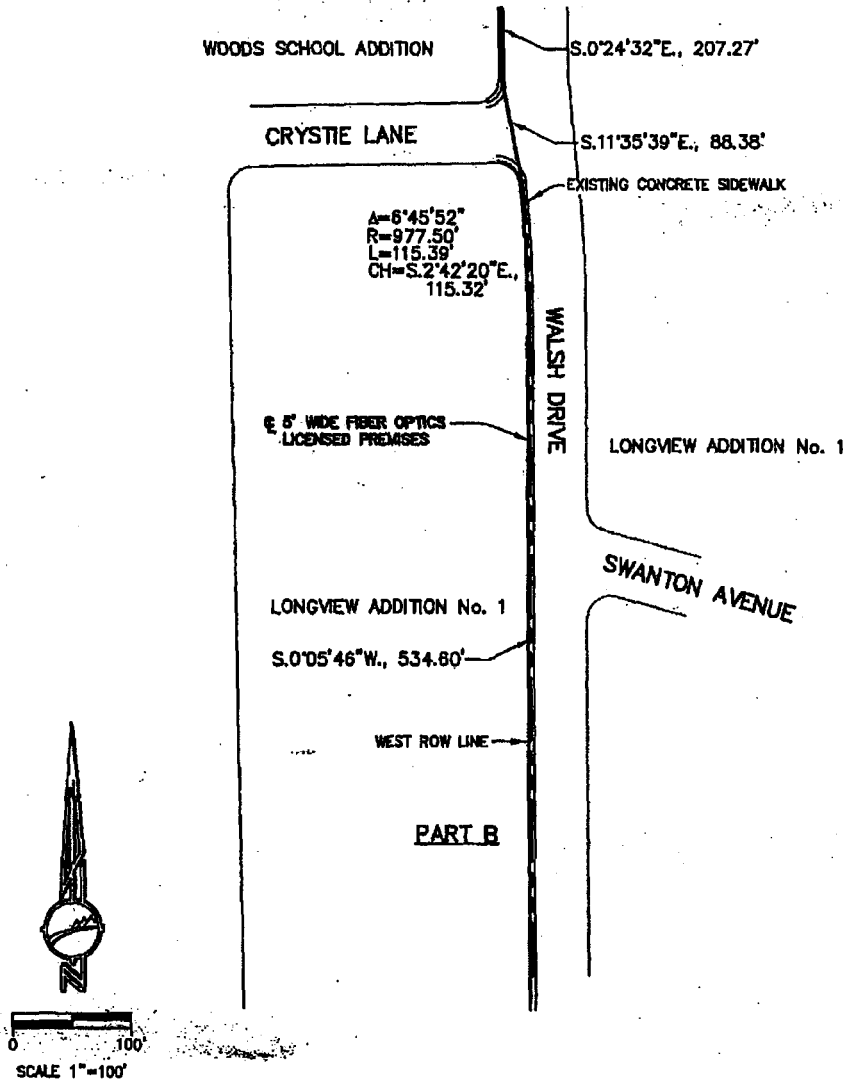 WOODS SCHOOL ADDITION
S.0°24'32"E., 207.27'
CRYSTIE LANE
S.11°35'39"E., 88.38'
EXISTING CONCRETE SIDEWALK
Δ=6°45'52"
R=977.50'
L=115.39'
CH=S.2°42'20"E.,
115.32'
WALSH DRIVE
℄ 5' WIDE FIBER OPTICS
LICENSED PREMISES
LONGVIEW ADDITION No. 1
SWANTON AVENUE
LONGVIEW ADDITION No. 1
S.0°05'46"W., 534.60'
WEST ROW LINE
PART B
N
0 100'
SCALE 1"=100'